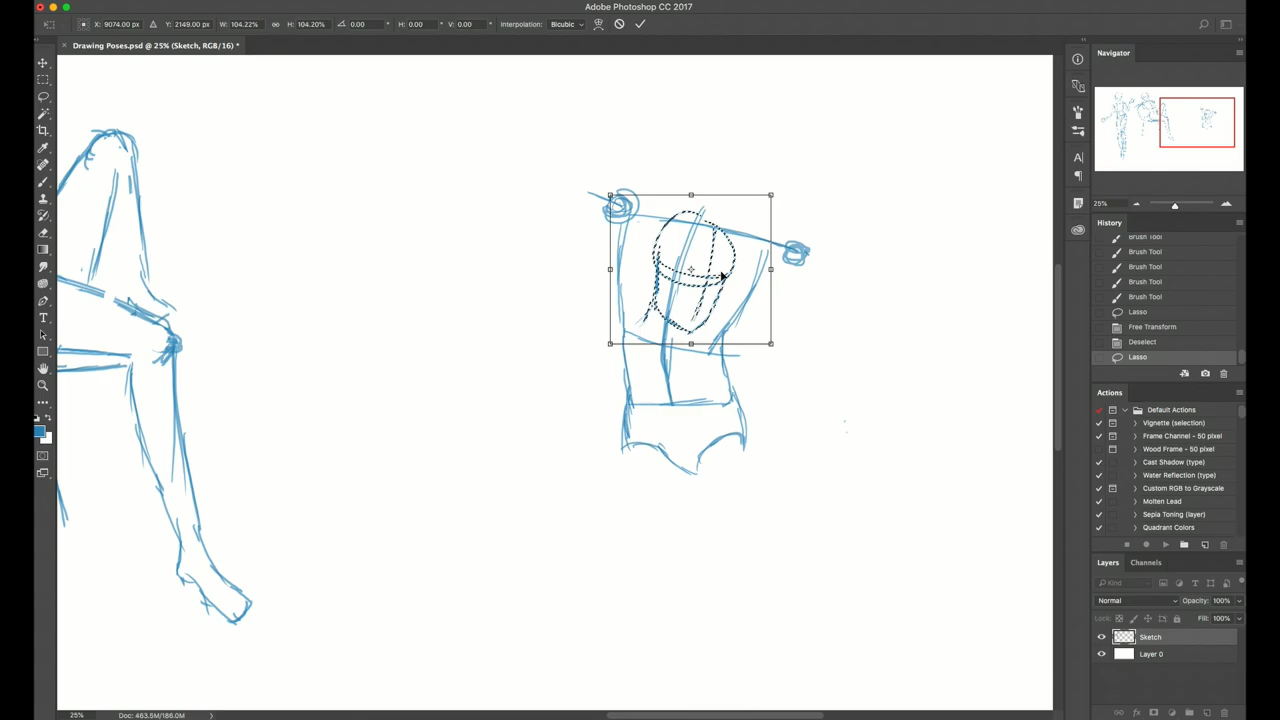 Adobe Photoshop CC 2017
X: 9074.00 px Y: 2149.00 px W: 104.22% H: 104.20% 0.00 H: 0.00 V: 0.00 Interpolation: Bicubic
Drawing Poses.psd @ 25% (Sketch, RGB/16) *
Navigator
25%
History
Brush Tool
Brush Tool
Brush Tool
Brush Tool
Brush Tool
Lasso
Free Transform
Deselect
Lasso
Actions
Default Actions
Vignette (selection)
Frame Channel - 50 pixel
Wood Frame - 50 pixel
Cast Shadow (type)
Water Reflection (type)
Custom RGB to Grayscale
Molten Lead
Sepia Toning (layer)
Quadrant Colors
Layers Channels
Kind
Normal Opacity: 100%
Lock: Fill: 100%
Sketch
Layer 0
25% Doc: 463.5M/186.0M